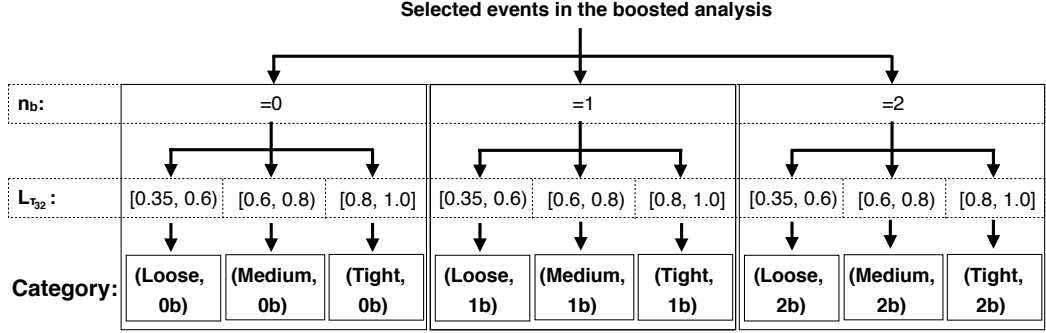 Selected events in the boosted analysis
n_b: =0 =1 =2
L_τ32: [0.35, 0.6) [0.6, 0.8) [0.8, 1.0] [0.35, 0.6) [0.6, 0.8) [0.8, 1.0] [0.35, 0.6) [0.6, 0.8) [0.8, 1.0]
(Loose, (Medium, (Tight, (Loose, (Medium, (Tight, (Loose, (Medium, (Tight,
Category: 0b) 0b) 0b) 1b) 1b) 1b) 2b) 2b) 2b)